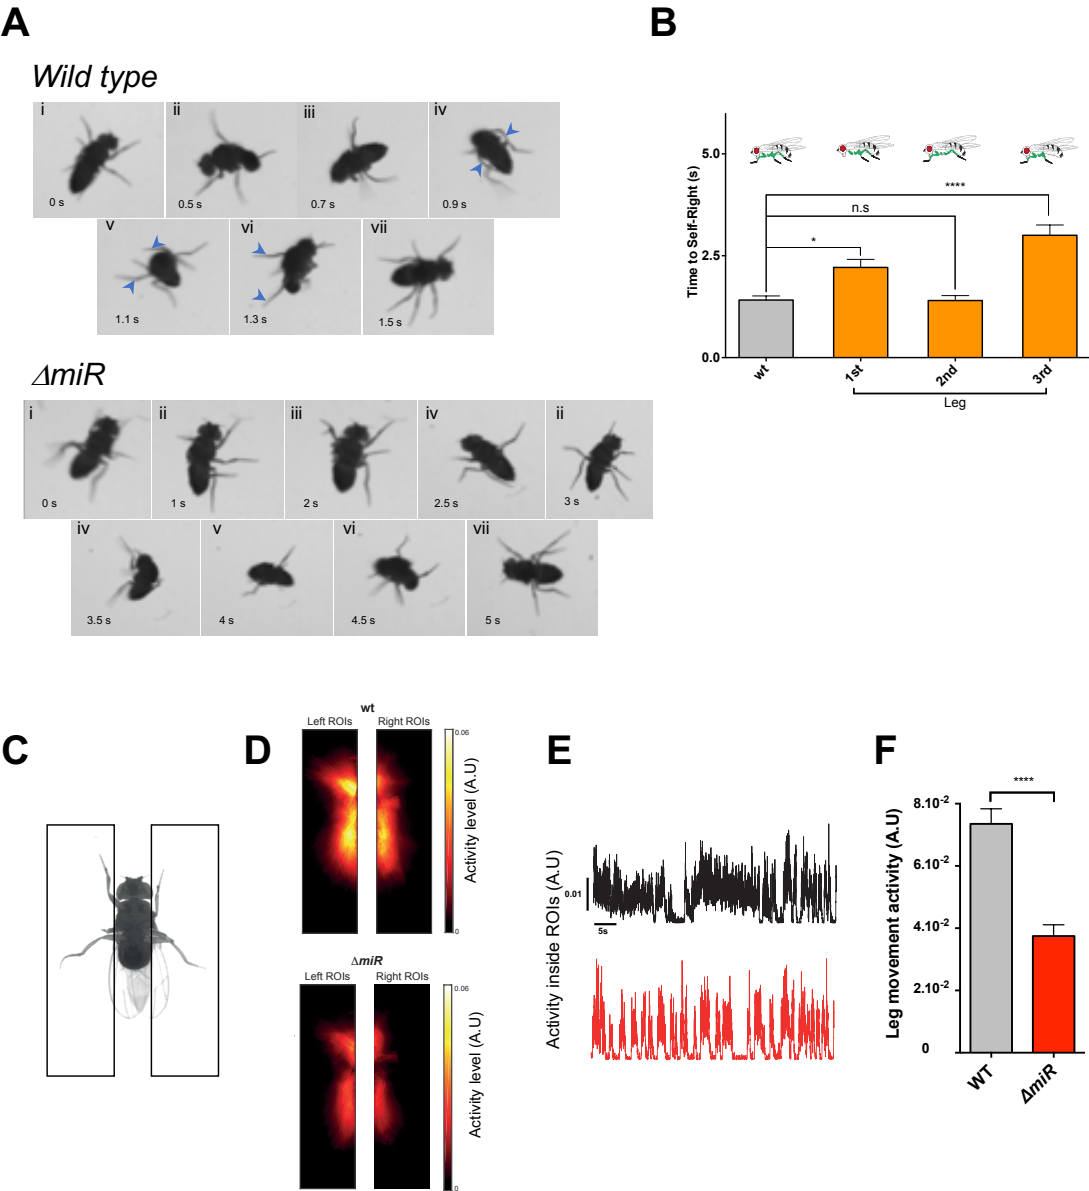 A
Wild type
i
ii
iii
iv
0 s
0.5 s
0.7 s
0.9 s
v
vi
vii
1.1 s
1.3 s
1.5 s
ΔmiR
i
ii
iii
iv
ii
0 s
1 s
2 s
2.5 s
3 s
iv
v
vi
vii
3.5 s
4 s
4.5 s
5 s
B
Time to Self-Right (s)
5.0
2.5
0.0
****
n.s
*
wt
1st
2nd
3rd
Leg
C
D
wt
Left ROIs
Right ROIs
0.06
0
Activity level (A.U)
ΔmiR
Left ROIs
Right ROIs
0.06
0
Activity level (A.U)
E
Activity inside ROIs (A.U)
0.01
5s
F
Leg movement activity (A.U)
8.10-2
6.10-2
4.10-2
2.10-2
0
****
WT
ΔmiR